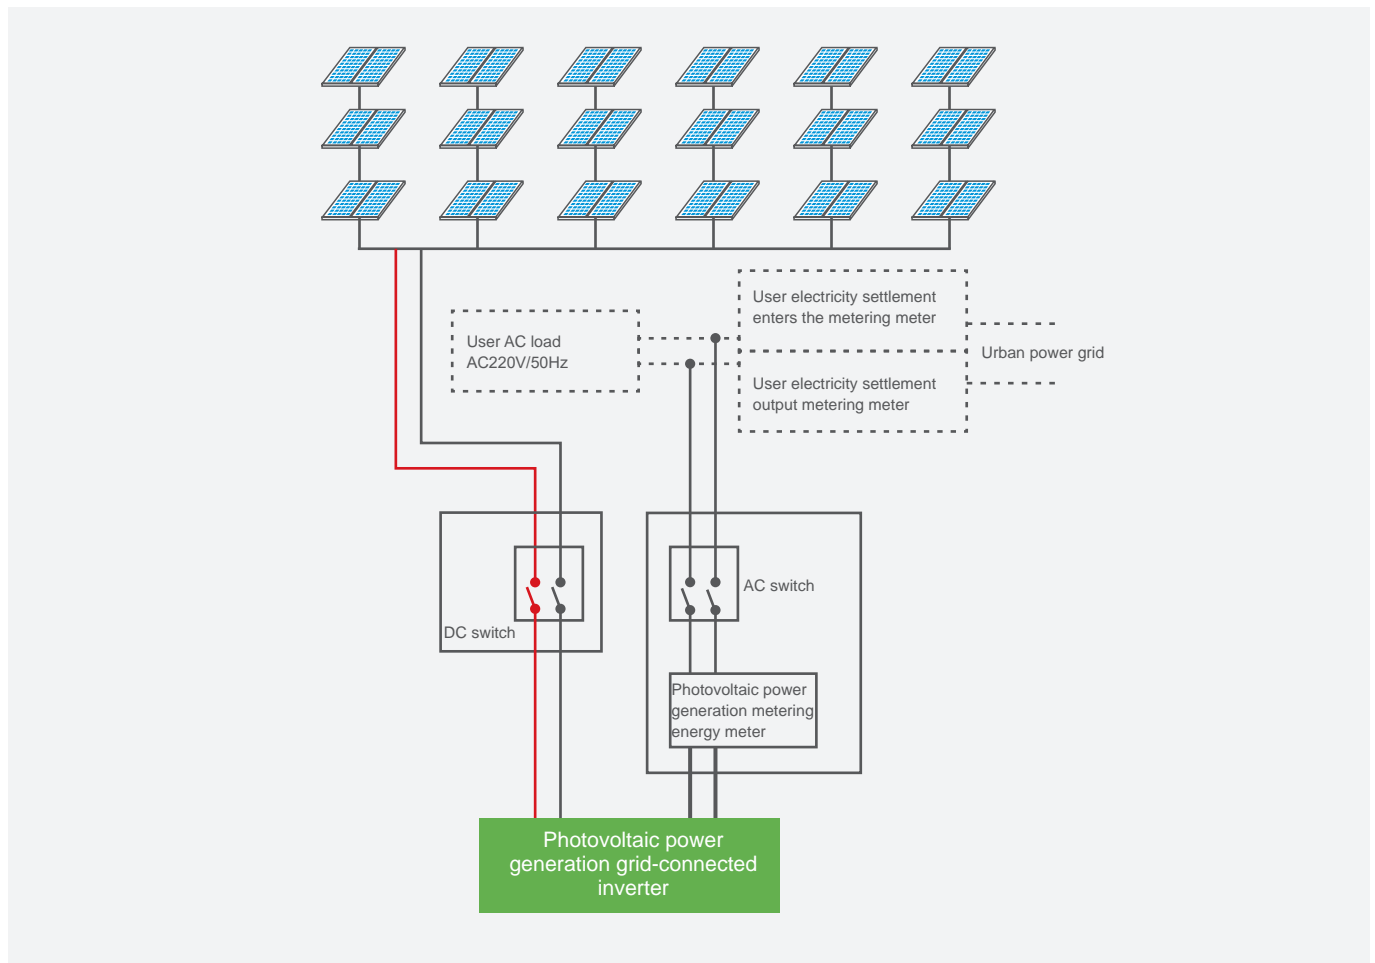 User electricity settlement
enters the metering meter
User AC load
AC220V/50Hz
Urban power grid
User electricity settlement
output metering meter
AC switch
DC switch
Photovoltaic power
generation metering
energy meter
Photovoltaic power
generation grid-connected
inverter